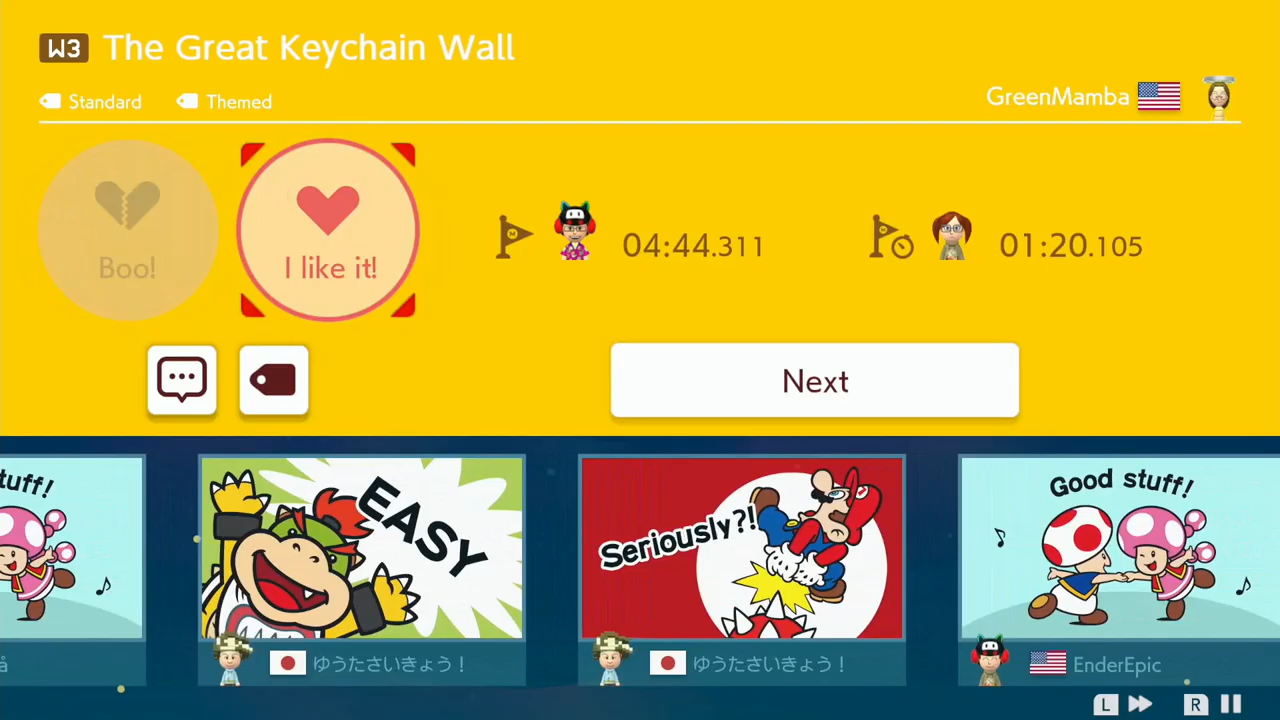 W3 The Great Keychain Wall
Standard Themed
GreenMamba
Boo!
I like it!
04:44.311
01:20.105
Next
tuff!
EASY
Seriously?!
Good stuff!
å
ゆうたさいきょう!
ゆうたさいきょう!
EnderEpic
L R